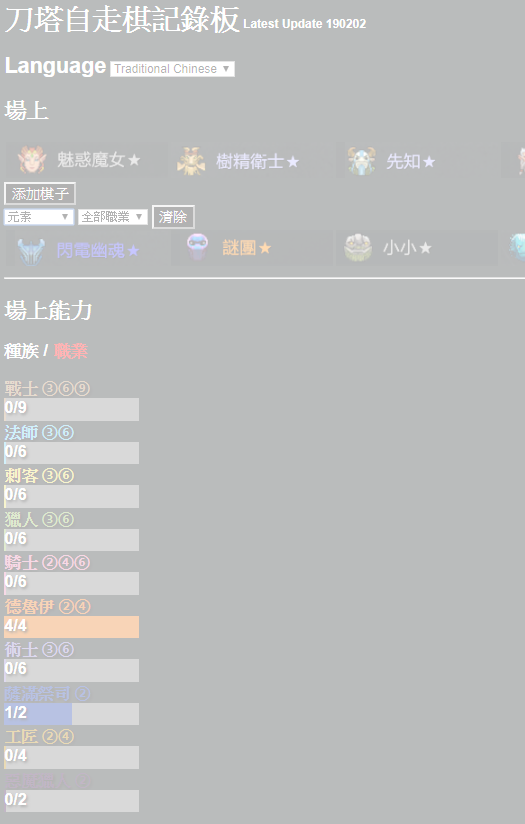 刀塔自走棋記錄板 Latest Update 190202
Language Traditional Chinese ▼
場上
魅惑魔女★ 樹精衛士★ 先知★
添加棋子
元素 ▼ 全部職業 ▼ 清除
閃電幽魂★ 謎團★ 小小★
場上能力
種族 / 職業
戰士 ③⑥⑨
0/9
法師 ③⑥
0/6
刺客 ③⑥
0/6
獵人 ③⑥
0/6
騎士 ②④⑥
0/6
德魯伊 ②④
4/4
術士 ③⑥
0/6
薩滿祭司 ②
1/2
工匠 ②④
0/4
0/2